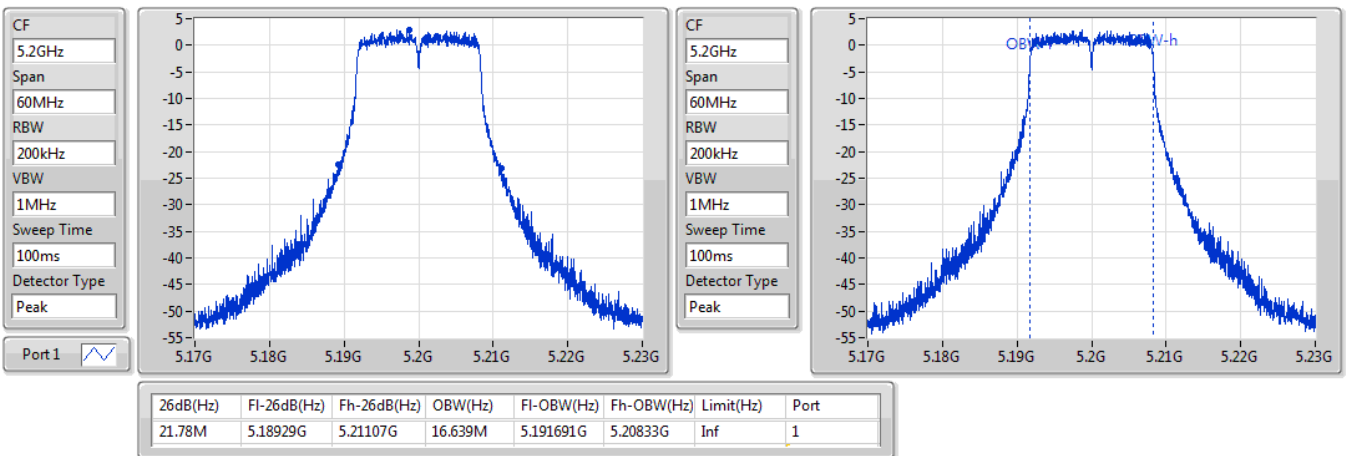 CF
5.2GHz
Span
60MHz
RBW
200kHz
VBW
1MHz
Sweep Time
100ms
Detector Type
Peak
Port 1
5
0
-5
-10
-15
-20
-25
-30
-35
-40
-45
-50
-55
5.17G 5.18G 5.19G 5.2G 5.21G 5.22G 5.23G
CF
5.2GHz
Span
60MHz
RBW
200kHz
VBW
1MHz
Sweep Time
100ms
Detector Type
Peak
5
0
-5
-10
-15
-20
-25
-30
-35
-40
-45
-50
-55
5.17G 5.18G 5.19G 5.2G 5.21G 5.22G 5.23G
26dB(Hz) Fl-26dB(Hz) Fh-26dB(Hz) OBW(Hz) Fl-OBW(Hz) Fh-OBW(Hz) Limit(Hz) Port
21.78M 5.18929G 5.21107G 16.639M 5.191691G 5.20833G Inf 1